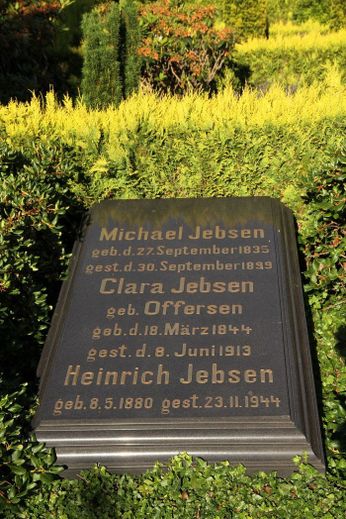 Michael Jebsen
geb.d.27.September 1835
gest.d.30.September 1899
Clara Jebsen
geb. Offersen
geb.d.18.März 1844
gest.d.8.Juni 1913
Heinrich Jebsen
geb.8.5.1880 gest.23.11.1944